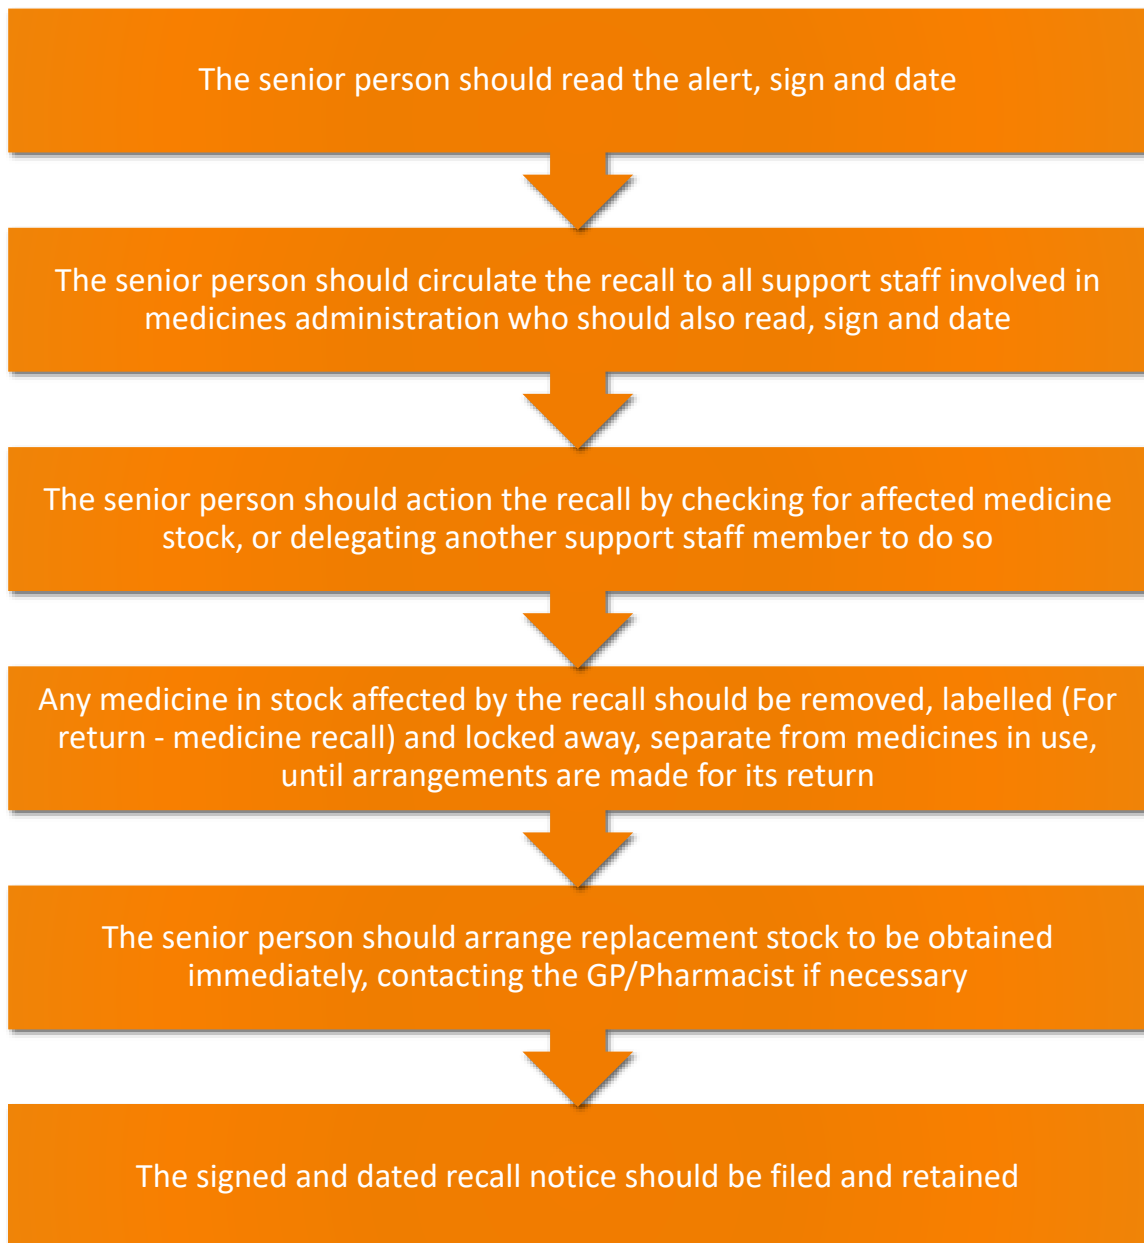 The senior person should read the alert, sign and date
The senior person should circulate the recall to all support staff involved in
medicines administration who should also read, sign and date
The senior person should action the recall by checking for affected medicine
stock, or delegating another support staff member to do so
Any medicine in stock affected by the recall should be removed, labelled (For
return - medicine recall) and locked away, separate from medicines in use,
until arrangements are made for its return
The senior person should arrange replacement stock to be obtained
immediately, contacting the GP/Pharmacist if necessary
The signed and dated recall notice should be filed and retained